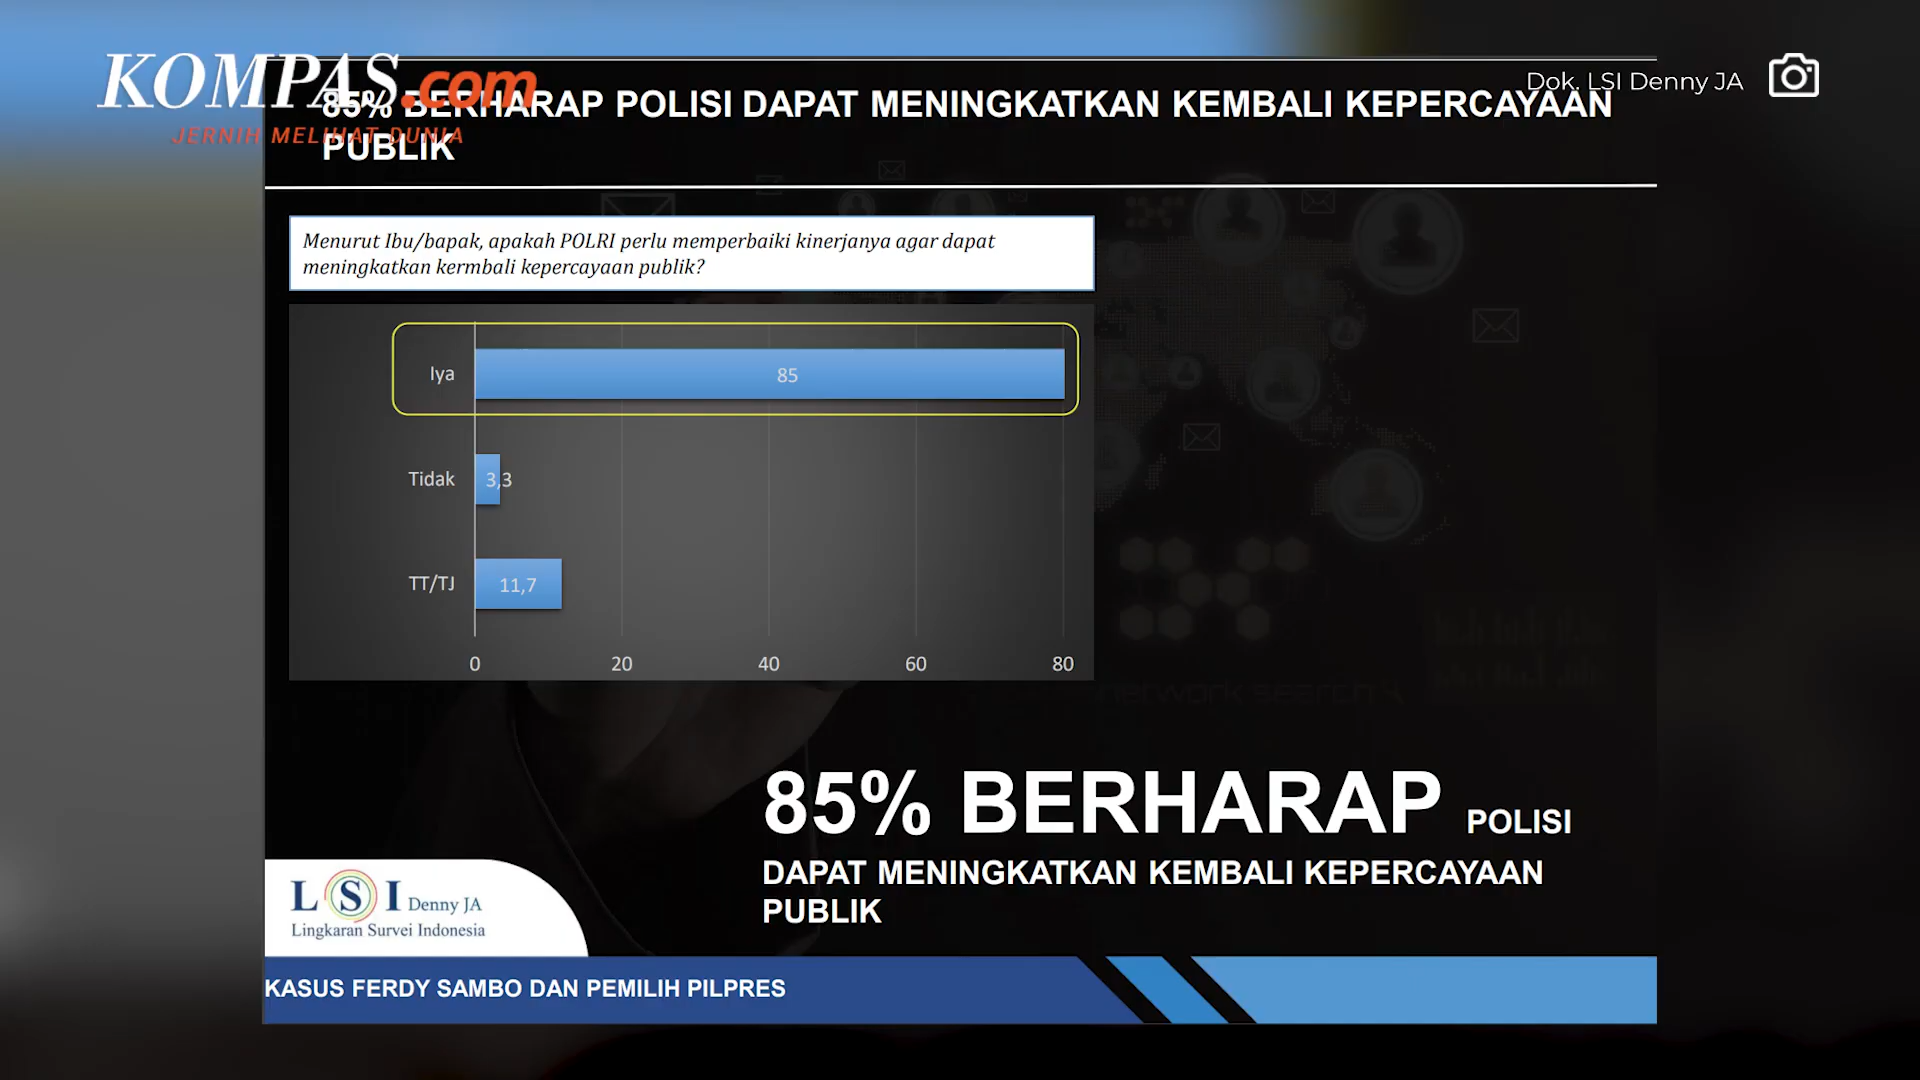 KOMPAS.com
JERNIH MELIHAT DUNIA
Dok. LSI Denny JA
85% BERHARAP POLISI DAPAT MENINGKATKAN KEMBALI KEPERCAYAAN
PUBLIK
Menurut Ibu/bapak, apakah POLRI perlu memperbaiki kinerjanya agar dapat
meningkatkan kermbali kepercayaan publik?
Iya
85
Tidak
3,3
TT/TJ
11,7
0 20 40 60 80
network search
85% BERHARAP POLISI
DAPAT MENINGKATKAN KEMBALI KEPERCAYAAN
PUBLIK
LSI Denny JA
Lingkaran Survei Indonesia
KASUS FERDY SAMBO DAN PEMILIH PILPRES